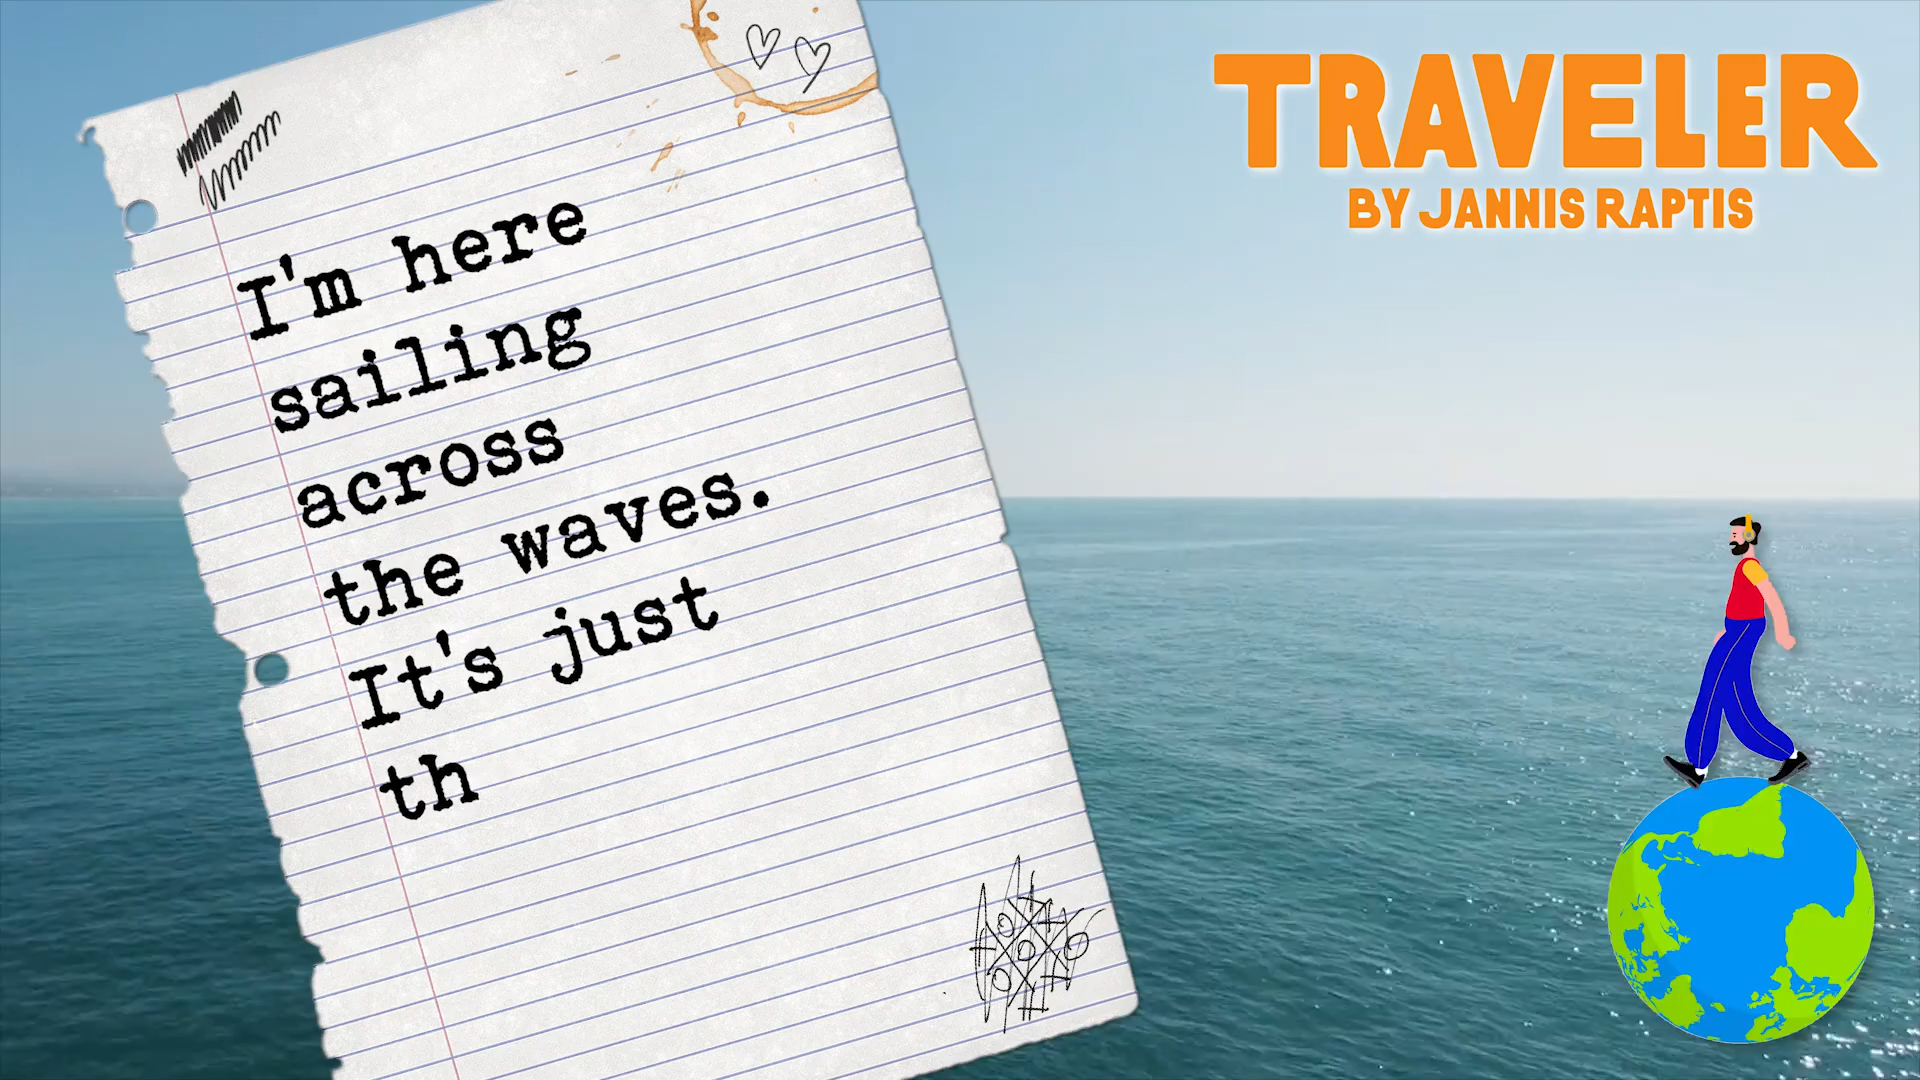 I'm here
sailing
across
the waves.
It's just
th
TRAVELER
BY JANNIS RAPTIS